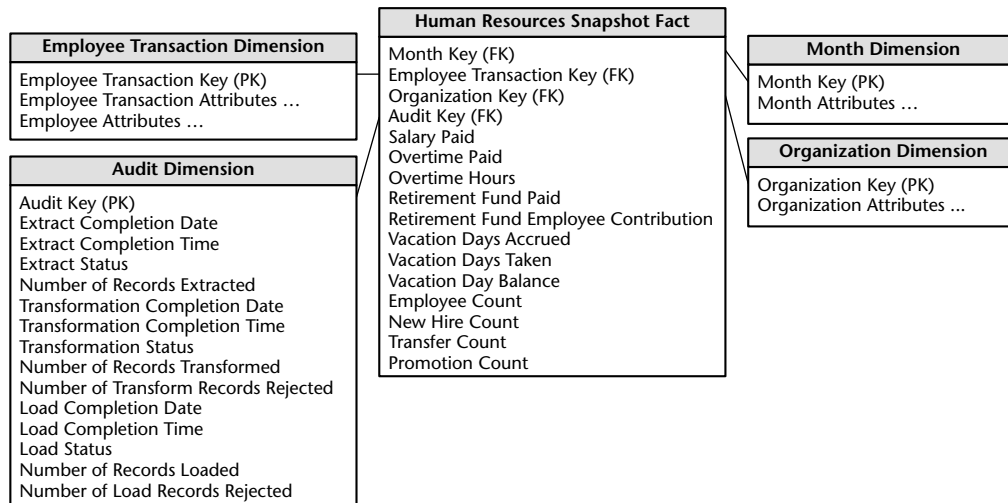 Employee Transaction Dimension
Employee Transaction Key (PK)
Employee Transaction Attributes …
Employee Attributes …
Audit Dimension
Audit Key (PK)
Extract Completion Date
Extract Completion Time
Extract Status
Number of Records Extracted
Transformation Completion Date
Transformation Completion Time
Transformation Status
Number of Records Transformed
Number of Transform Records Rejected
Load Completion Date
Load Completion Time
Load Status
Number of Records Loaded
Number of Load Records Rejected
Human Resources Snapshot Fact
Month Key (FK)
Employee Transaction Key (FK)
Organization Key (FK)
Audit Key (FK)
Salary Paid
Overtime Paid
Overtime Hours
Retirement Fund Paid
Retirement Fund Employee Contribution
Vacation Days Accrued
Vacation Days Taken
Vacation Day Balance
Employee Count
New Hire Count
Transfer Count
Promotion Count
Month Dimension
Month Key (PK)
Month Attributes …
Organization Dimension
Organization Key (PK)
Organization Attributes ...